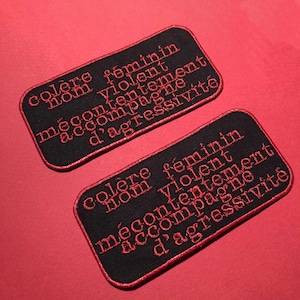 colère féminin
nom violent
mécontentement
accompagné
d'agressivité
colère féminin
nom violent
mécontentement
accompagné
d'agressivité